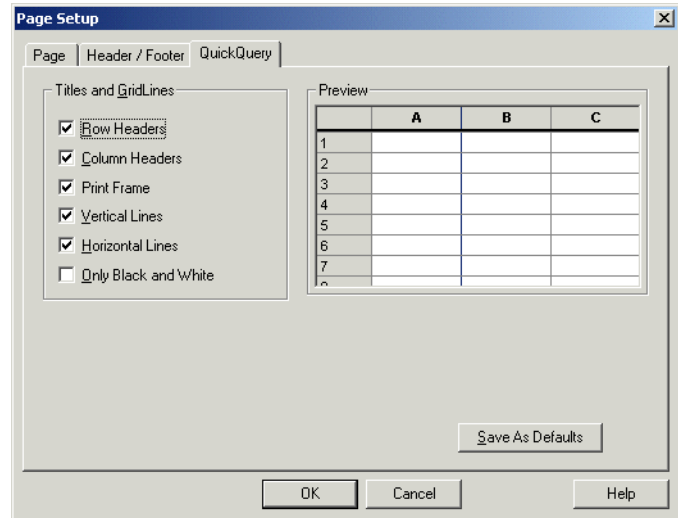 Page Setup
Page
Header / Footer
QuickQuery
Titles and GridLines
Row Headers
Column Headers
Print Frame
Vertical Lines
Horizontal Lines
Only Black and White
Preview
A B C
1
2
3
4
5
6
7
Save As Defaults
OK
Cancel
Help